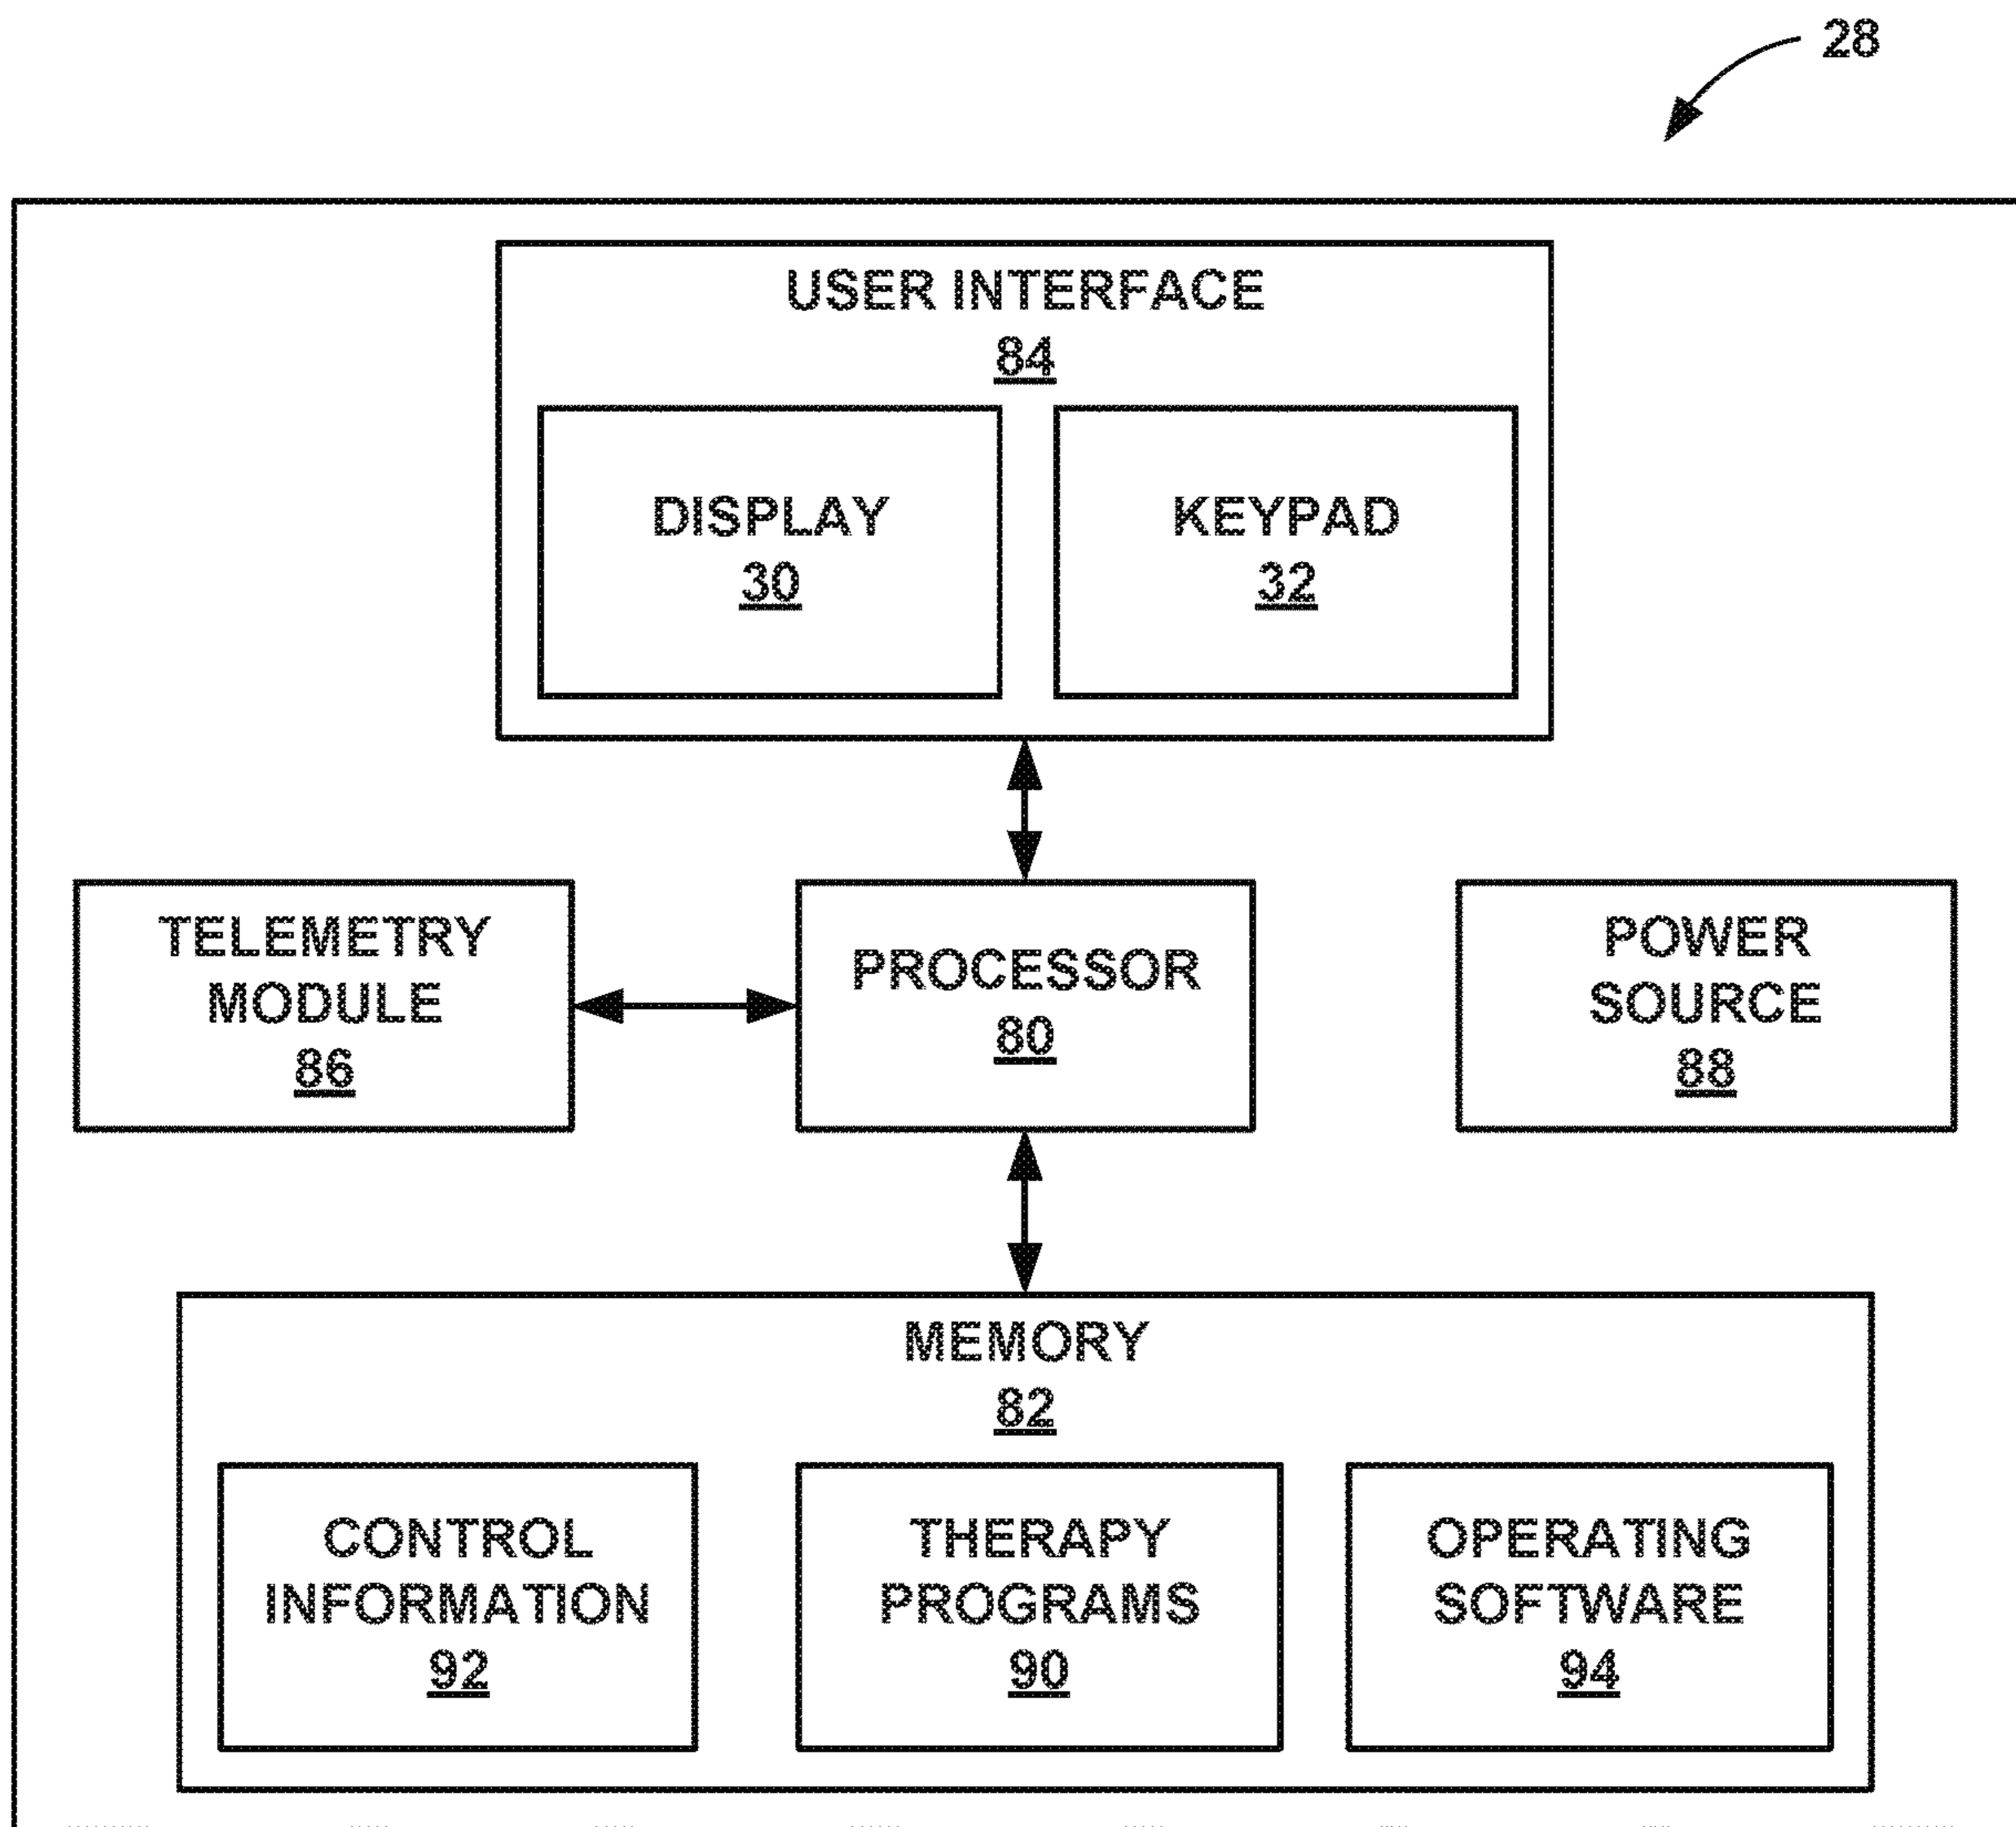 28
USER INTERFACE
84
DISPLAY
30
KEYPAD
32
TELEMETRY
MODULE
86
PROCESSOR
80
POWER
SOURCE
88
MEMORY
82
CONTROL
INFORMATION
92
THERAPY
PROGRAMS
90
OPERATING
SOFTWARE
94